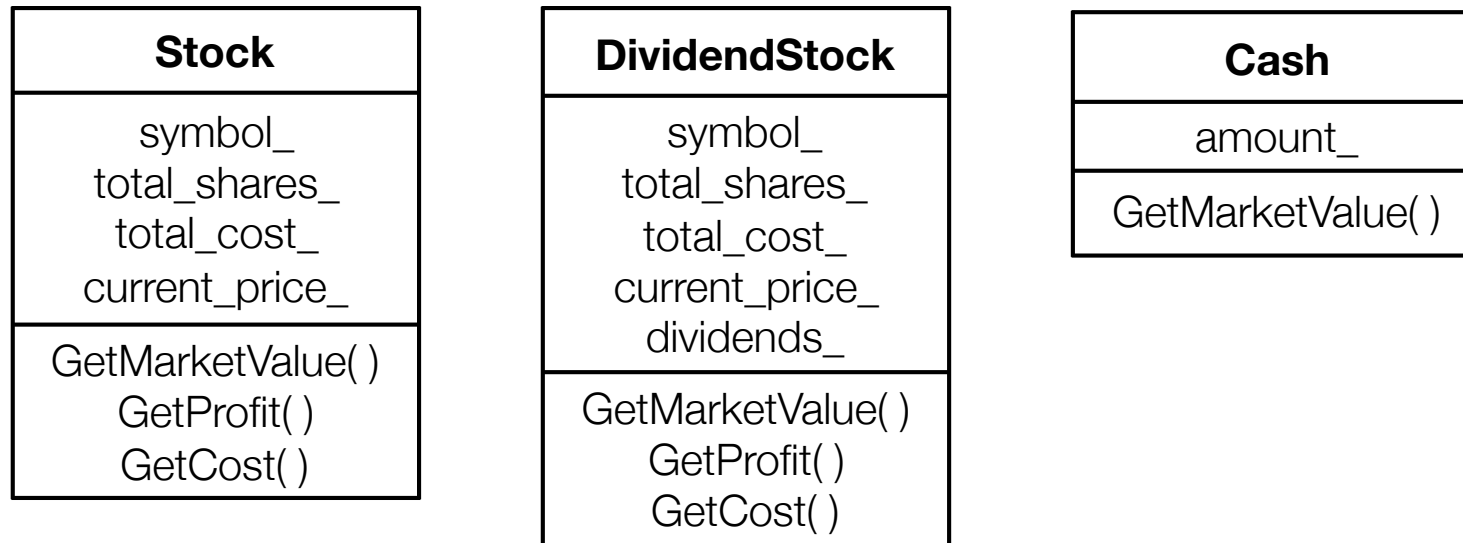 Stock
symbol_
total_shares_
total_cost_
current_price_
GetMarketValue( )
GetProfit( )
GetCost( )
DividendStock
symbol_
total_shares_
total_cost_
current_price_
dividends_
GetMarketValue( )
GetProfit( )
GetCost( )
Cash
amount_
GetMarketValue( )